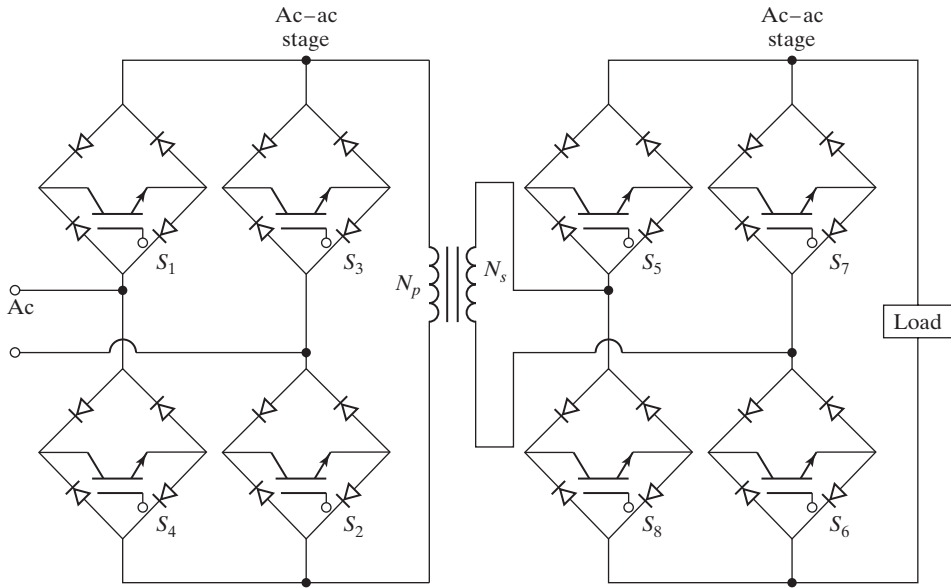 Ac–ac
stage
Ac–ac
stage
S1
S3
S5
S7
Np
Ns
Ac
Load
S4
S2
S8
S6